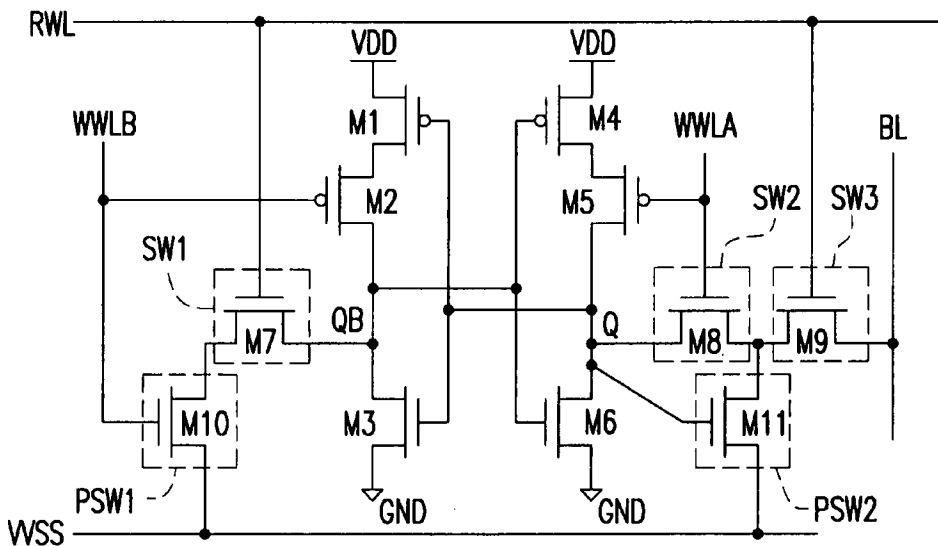 RWL
VDD
VDD
WWLB
M1
M4
WWLA
BL
M2
M5
SW2
SW3
SW1
QB
Q
M7
M8
M9
M10
M3
M6
M11
PSW1
GND
GND
PSW2
VVSS